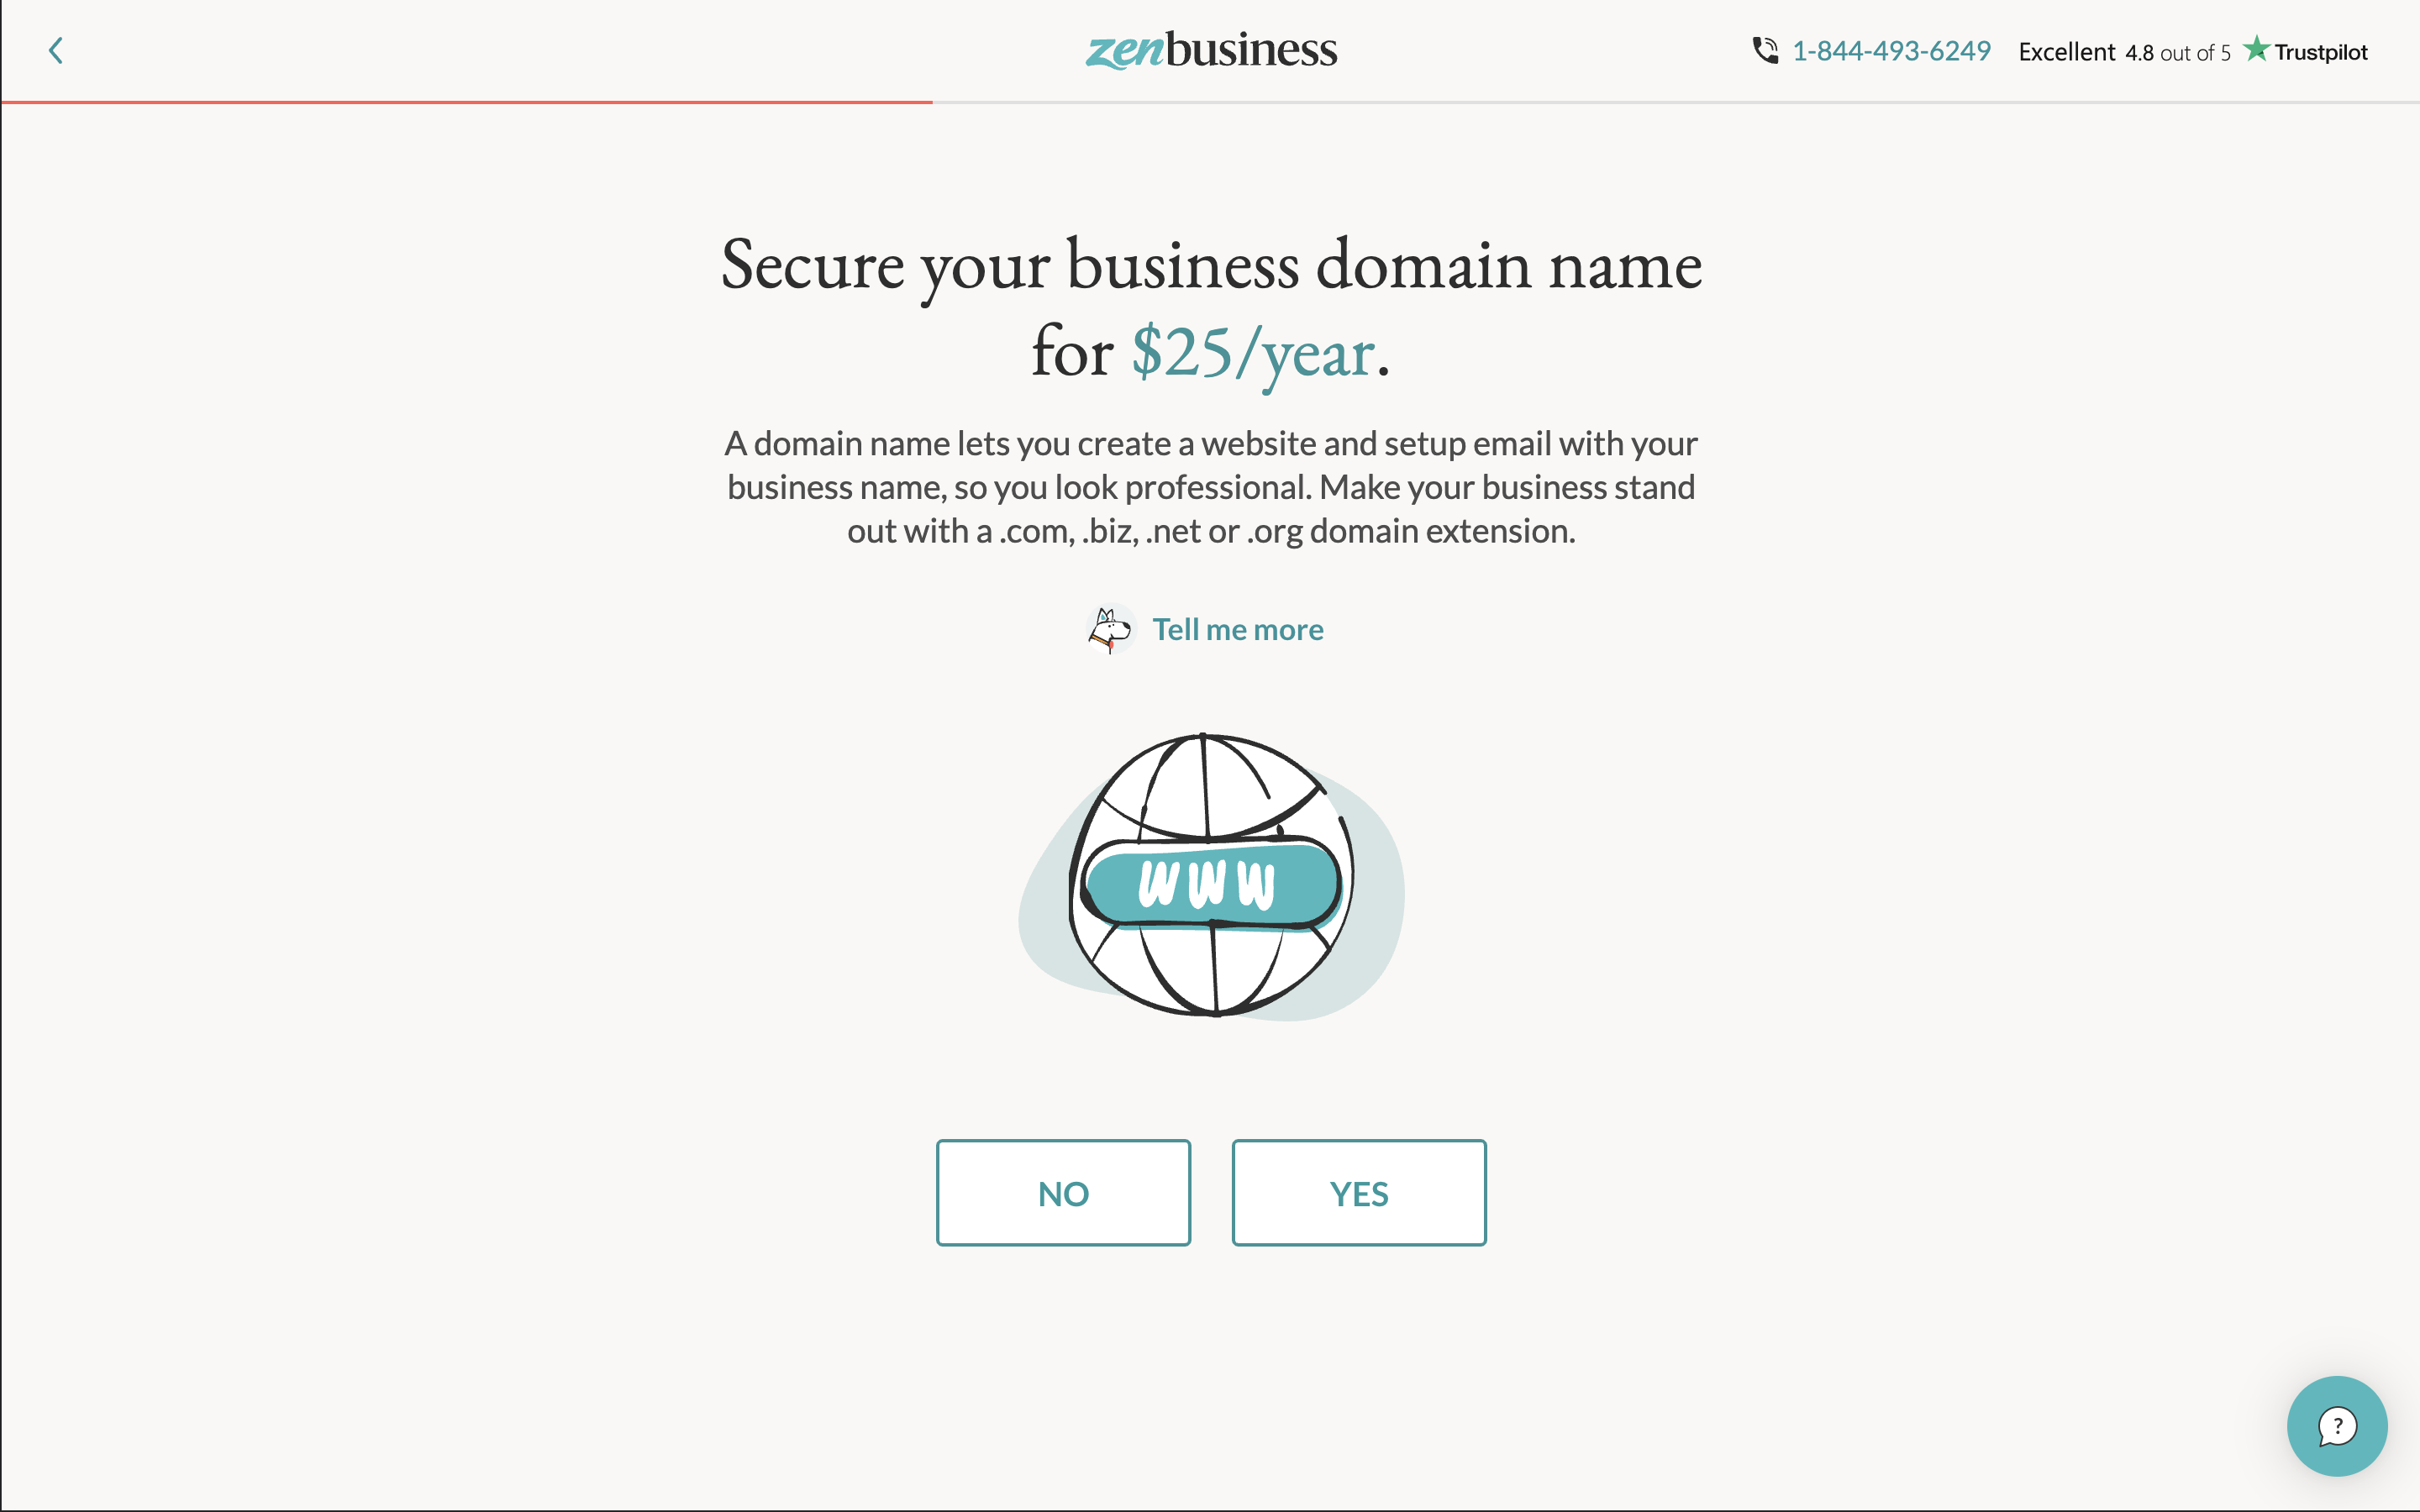 zenbusiness
1-844-493-6249 Excellent 4.8 out of 5 Trustpilot
Secure your business domain name
for $25/year.
A domain name lets you create a website and setup email with your
business name, so you look professional. Make your business stand
out with a .com, .biz, .net or .org domain extension.
Tell me more
WWW
NO YES
?